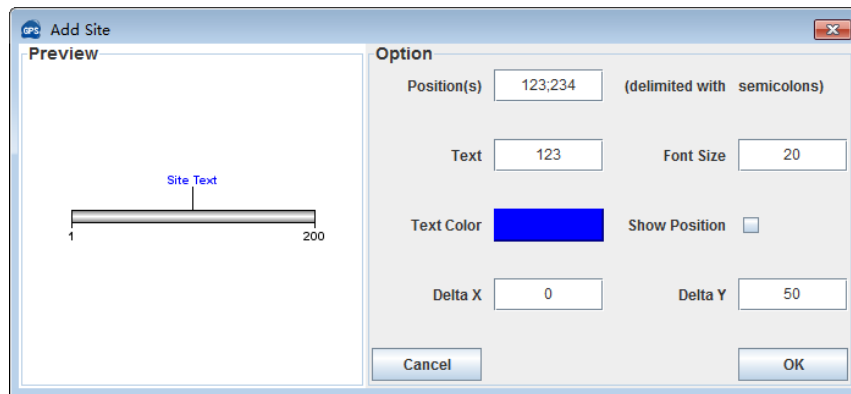 GPS Add Site
Preview
Site Text
1 200
Option
Position(s) 123;234 (delimited with semicolons)
Text 123 Font Size 20
Text Color Show Position
Delta X 0 Delta Y 50
Cancel OK